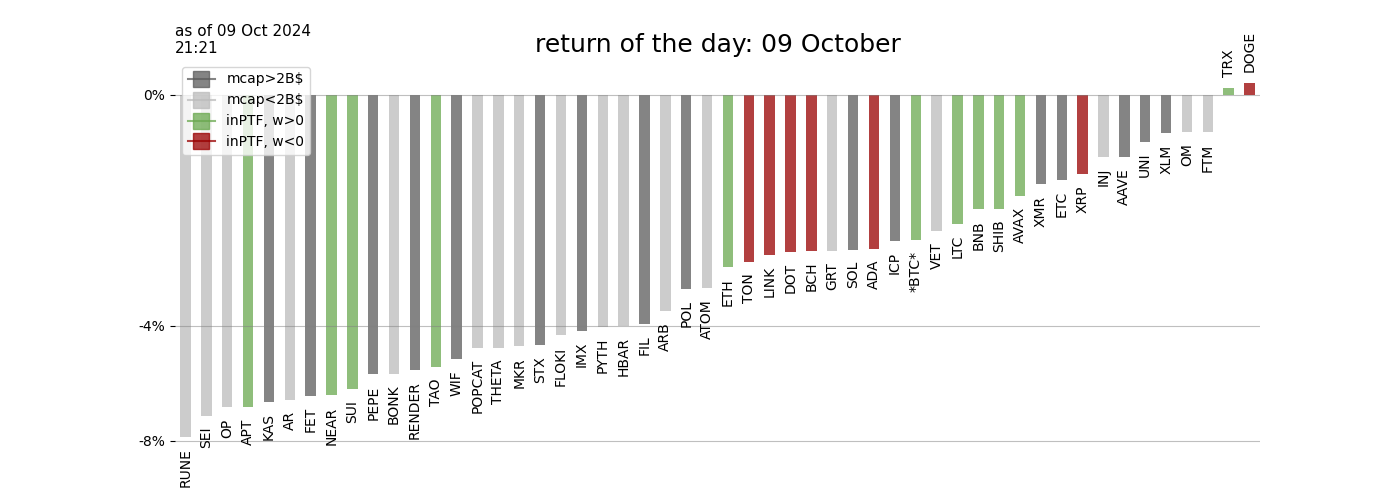 as of 09 Oct 2024
21:21
return of the day: 09 October
mcap>2B$
mcap<2B$
inPTF, w>0
inPTF, w<0
0%
-4%
-8%
RUNE
SEI
OP
APT
KAS
AR
FET
NEAR
SUI
PEPE
BONK
RENDER
TAO
WIF
POPCAT
THETA
MKR
STX
FLOKI
IMX
PYTH
HBAR
FIL
ARB
POL
ATOM
ETH
TON
LINK
DOT
BCH
GRT
SOL
ADA
ICP
*BTC*
VET
LTC
BNB
SHIB
AVAX
XMR
ETC
XRP
INJ
AAVE
UNI
XLM
OM
FTM
TRX
DOGE